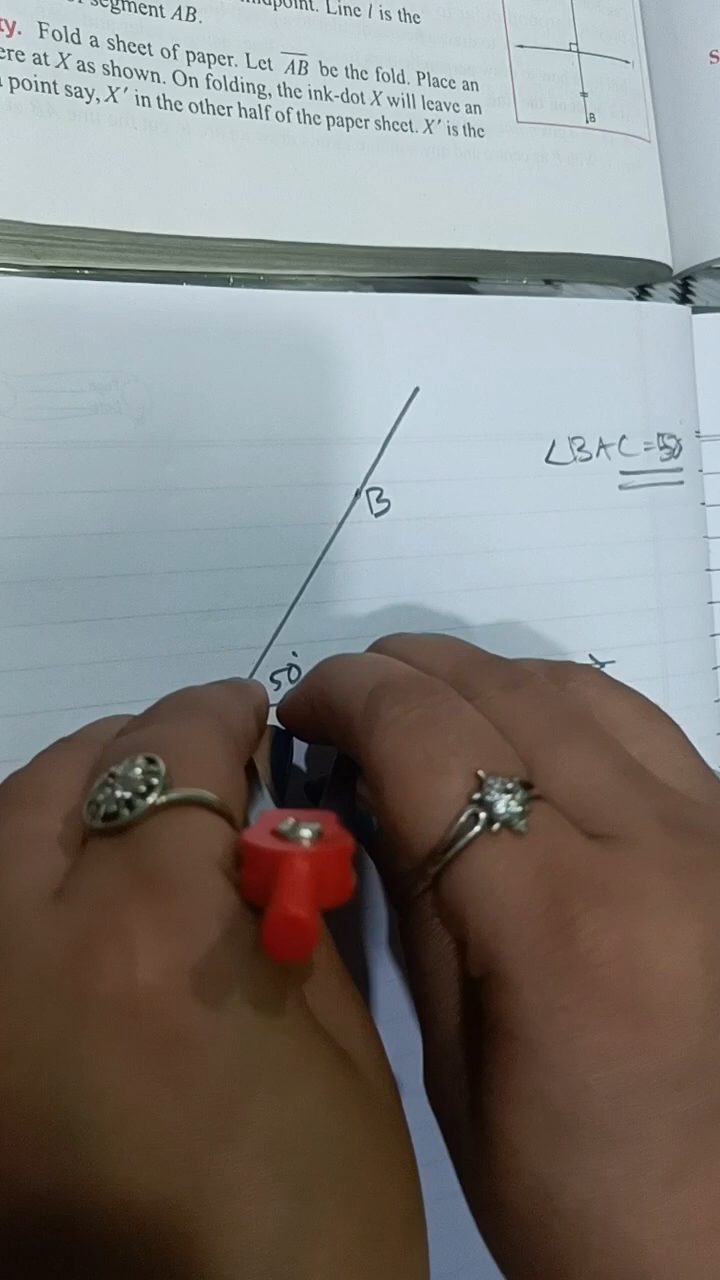 segment AB.
midpoint. Line l is the
ty. Fold a sheet of paper. Let AB be the fold. Place an
ere at X as shown. On folding, the ink-dot X will leave an
point say, X′ in the other half of the paper sheet. X′ is the
B
S
∠BAC=50
B
50°